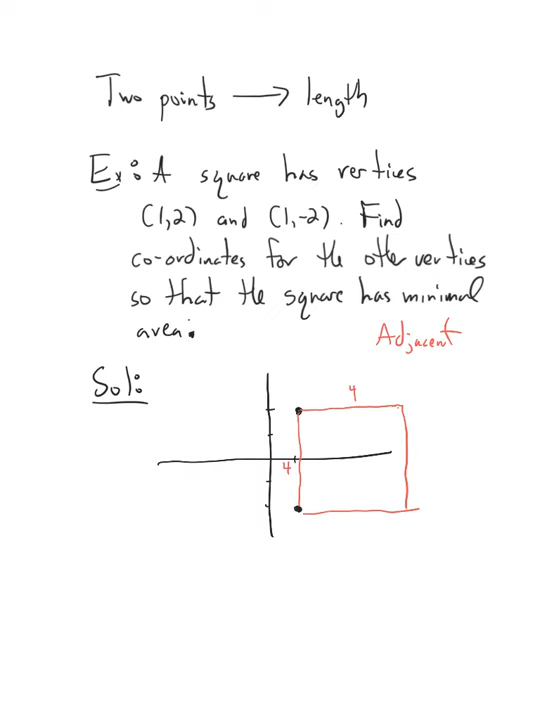 Two points → length
Ex: A square has vertices
(1,2) and (1,-2). Find
co-ordinates for the other vertices
so that the square has minimal
area.
Adjacent
Sol:
4
4